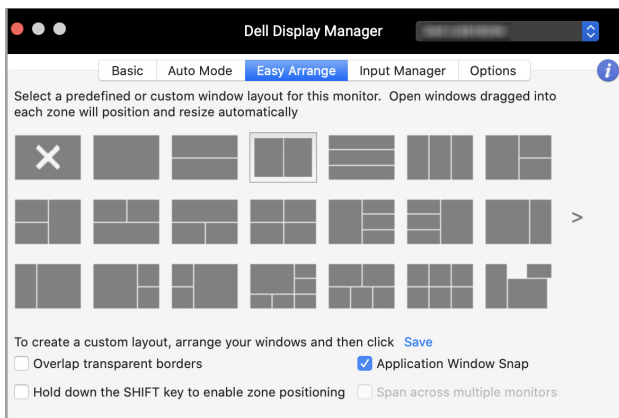 Dell Display Manager
Basic Auto Mode Easy Arrange Input Manager Options
i
Select a predefined or custom window layout for this monitor. Open windows dragged into
each zone will position and resize automatically
>
To create a custom layout, arrange your windows and then click Save
Overlap transparent borders Application Window Snap
Hold down the SHIFT key to enable zone positioning Span across multiple monitors